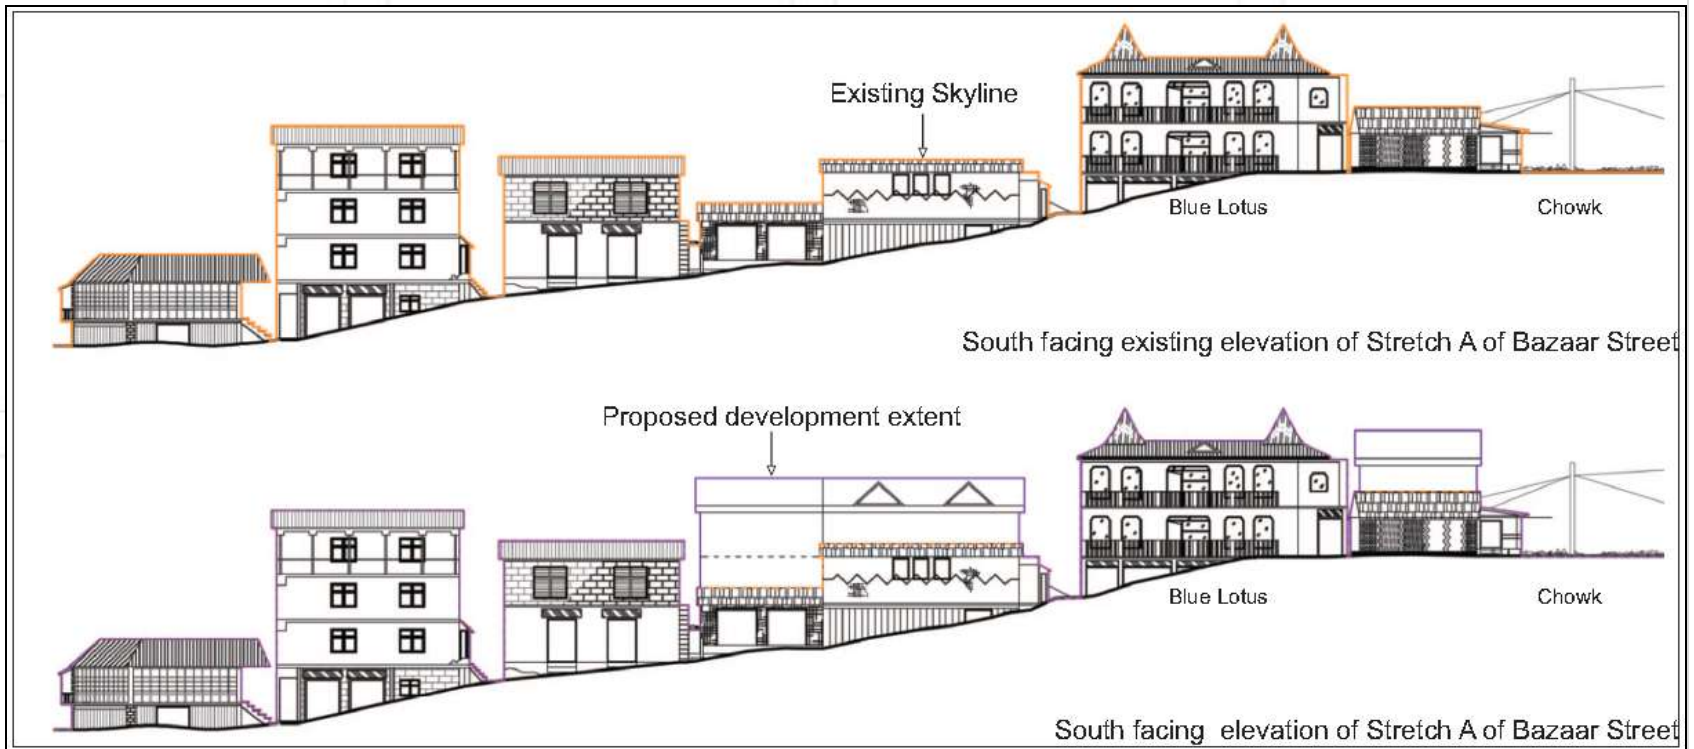 Existing Skyline
Blue Lotus
Chowk
South facing existing elevation of Stretch A of Bazaar Street
Proposed development extent
Blue Lotus
Chowk
South facing elevation of Stretch A of Bazaar Street